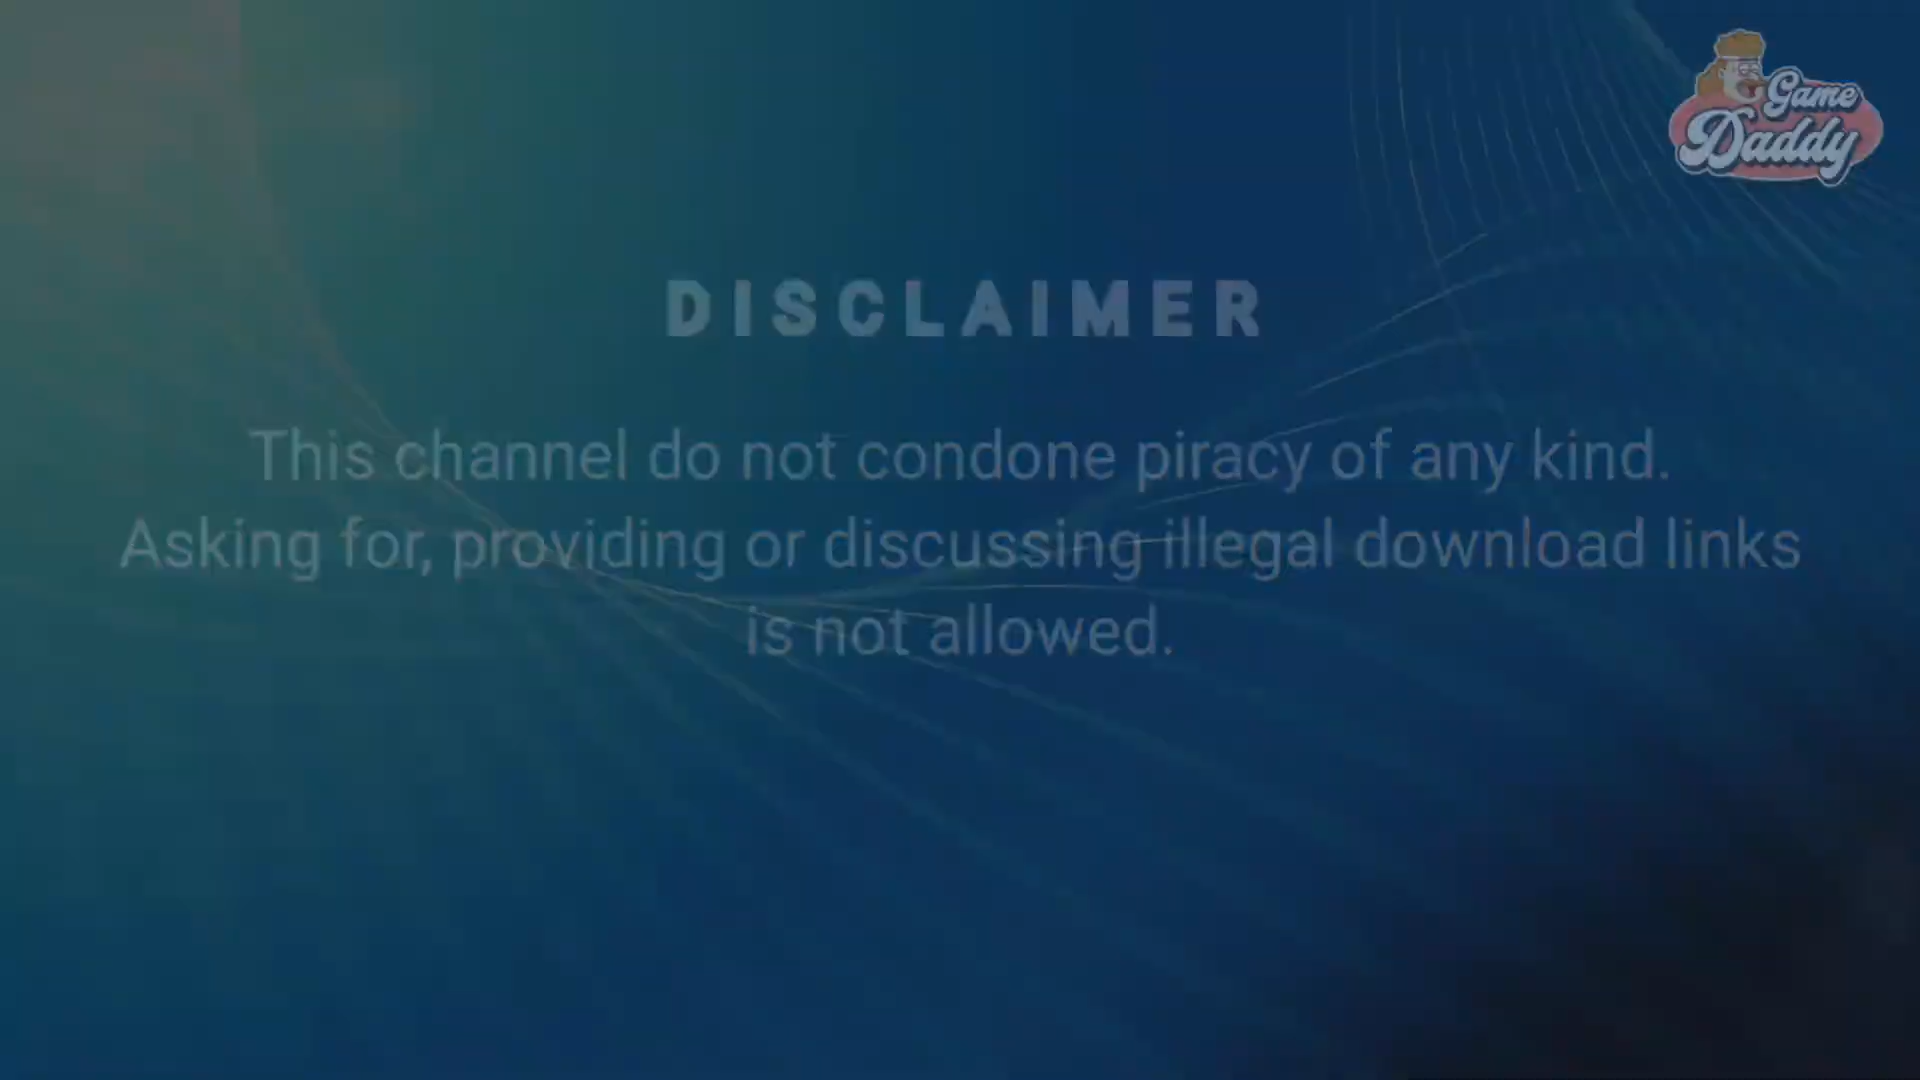 Game
Daddy
DISCLAIMER
This channel do not condone piracy of any kind.
Asking for, providing or discussing illegal download links
is not allowed.